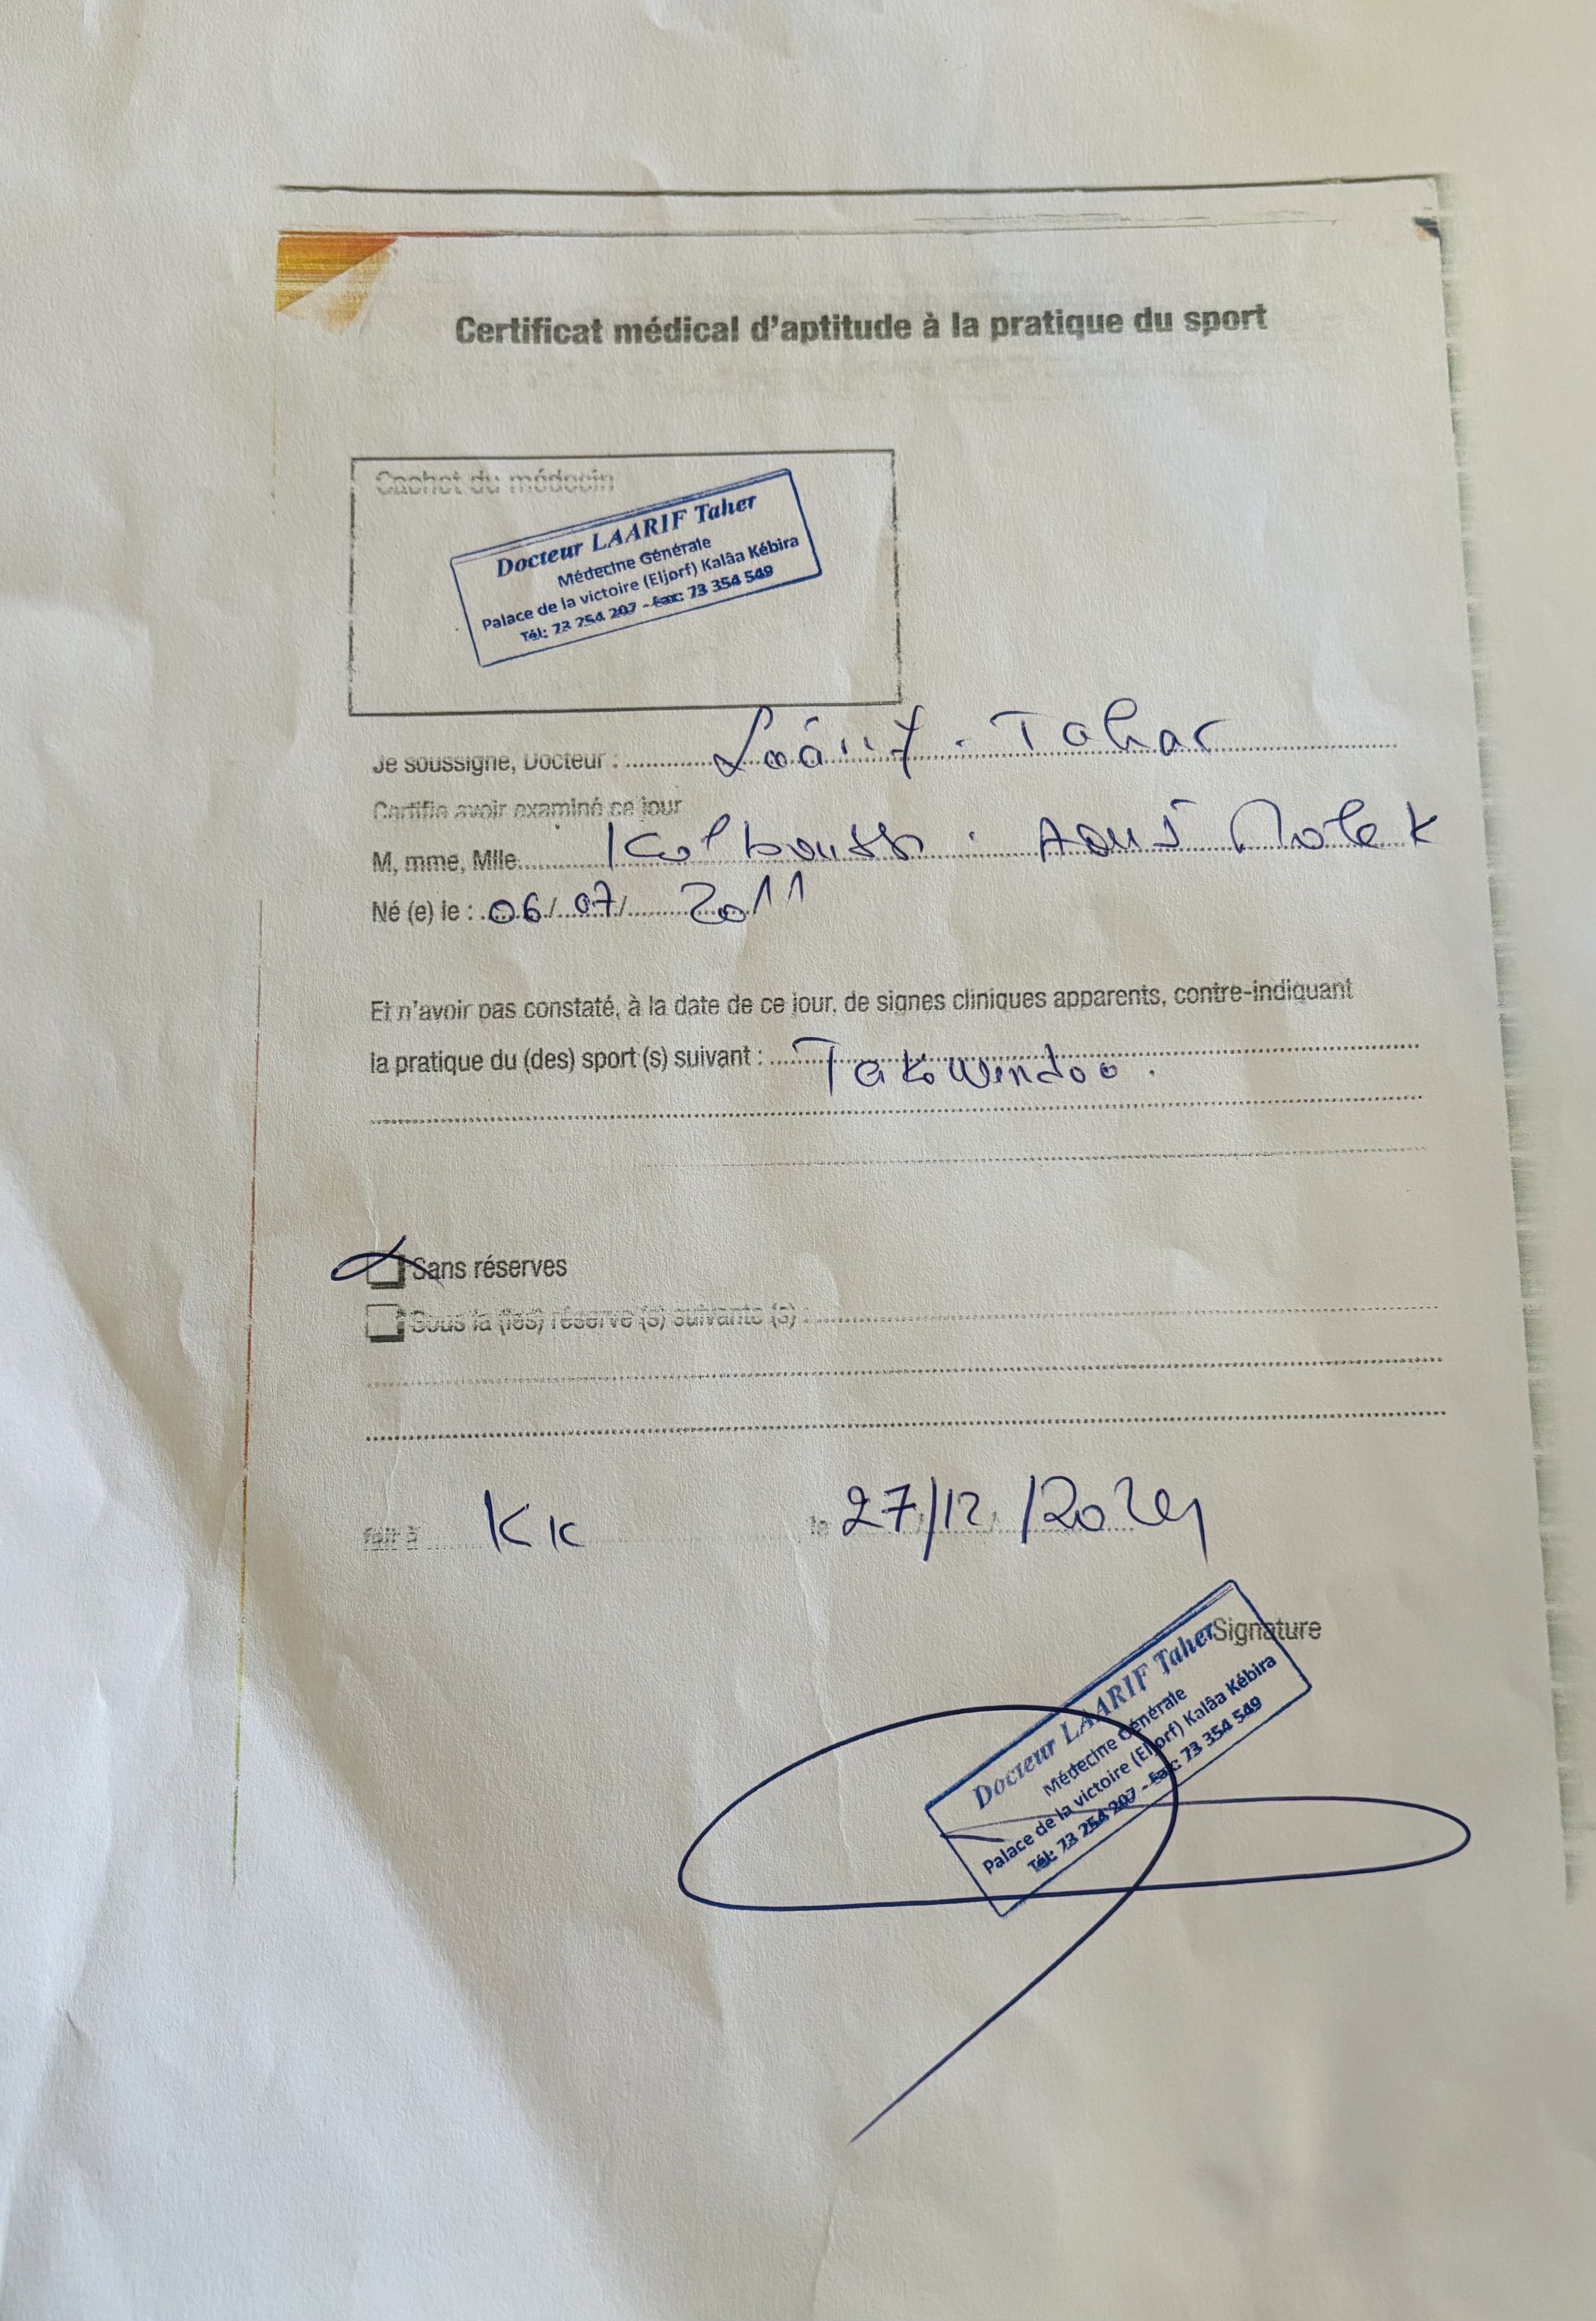 Certificat médical d'aptitude à la pratique du sport
Cachet du médecin
Docteur LAARIF Taher
Médecine Générale
Palace de la victoire (Eljorf) Kalâa Kébira
Tél: 73 254 207 - Fax: 73 354 549
Je soussigné, Docteur : Laarif. Tahar
Certifie avoir examiné ce jour
M, mme, Mlle
Né (e) le : 06/07/2011
Et n'avoir pas constaté, à la date de ce jour, de signes cliniques apparents, contre-indiquant
la pratique du (des) sport (s) suivant : Takowendoo.
Sans réserves
Sous la (les) réserve (s) suivante (s) :
fait à KK le 27/12/2024
Signature
Docteur LAARIF Taher
Médecine Générale
Palace de la victoire (Eljorf) Kalâa Kébira
Tél: 73 254 207 - Fax: 73 354 549